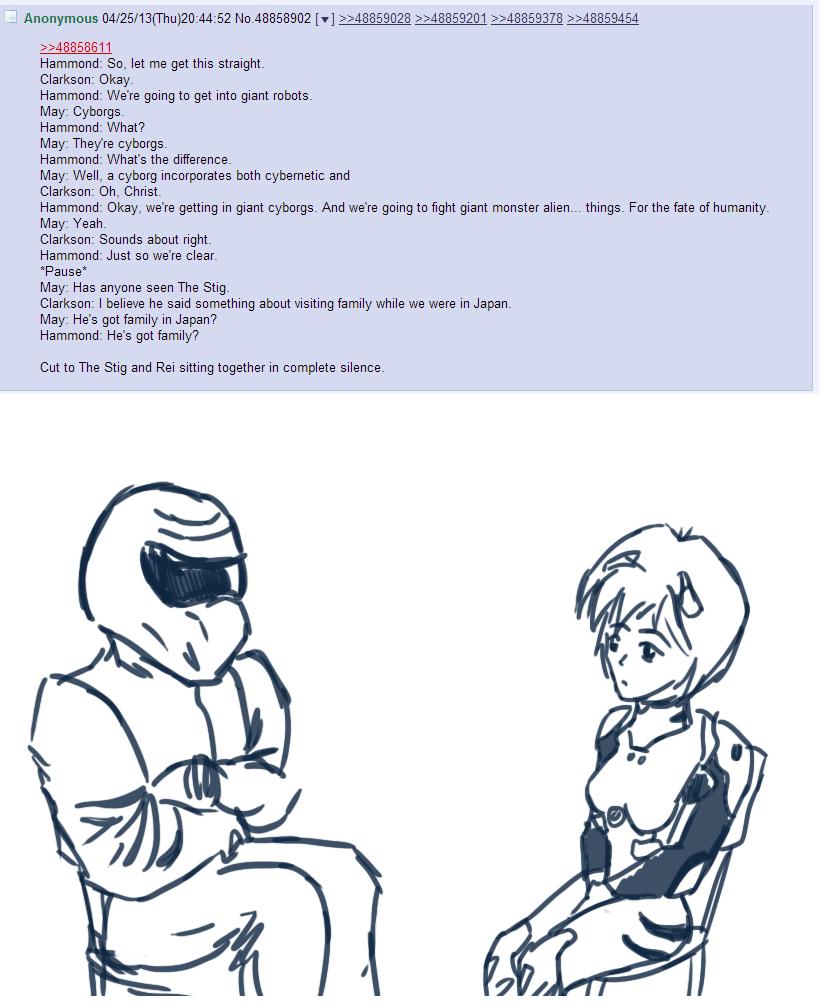 Anonymous 04/25/13(Thu)20:44:52 No.48858902 [▼] >>48859028 >>48859201 >>48859378 >>48859454
>>48858611
Hammond: So, let me get this straight.
Clarkson: Okay.
Hammond: We're going to get into giant robots.
May: Cyborgs.
Hammond: What?
May: They're cyborgs.
Hammond: What's the difference.
May: Well, a cyborg incorporates both cybernetic and
Clarkson: Oh, Christ.
Hammond: Okay, we're getting in giant cyborgs. And we're going to fight giant monster alien... things. For the fate of humanity.
May: Yeah.
Clarkson: Sounds about right.
Hammond: Just so we're clear.
*Pause*
May: Has anyone seen The Stig.
Clarkson: I believe he said something about visiting family while we were in Japan.
May: He's got family in Japan?
Hammond: He's got family?
Cut to The Stig and Rei sitting together in complete silence.